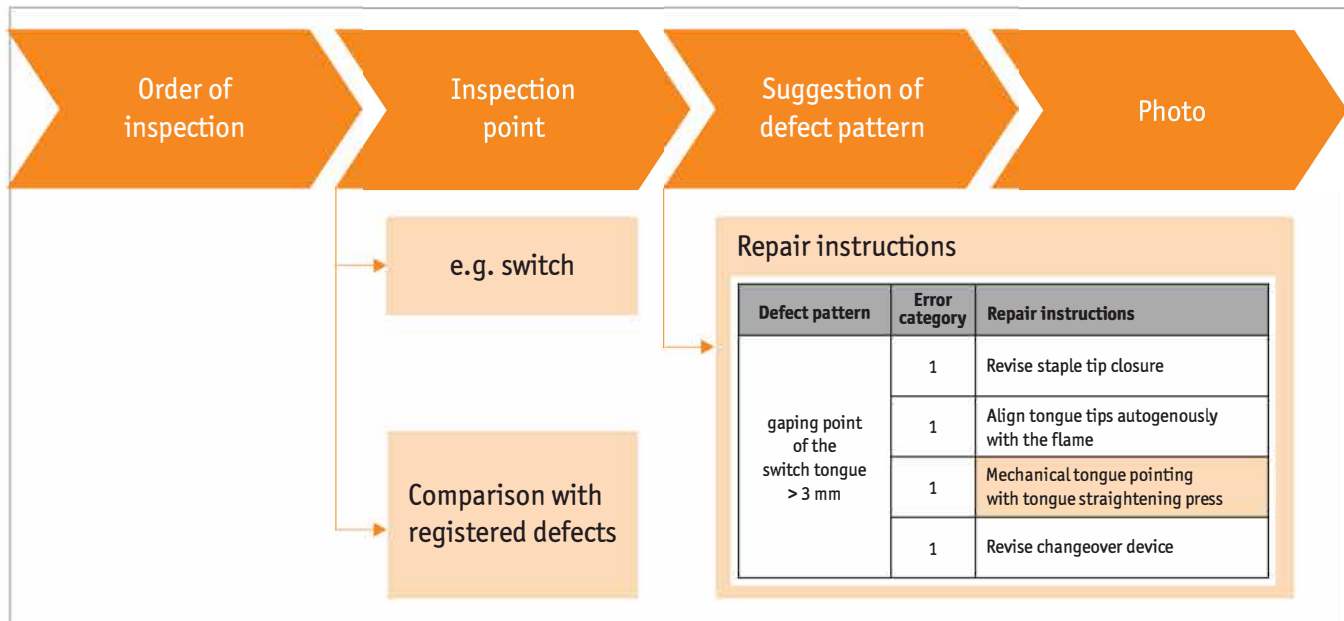 Order of
inspection
Inspection
point
Suggestion of
defect pattern
Photo
e.g. switch
Comparison with
registered defects
Repair instructions
Defect pattern
Error
category
Repair instructions
gaping point
of the
switch tongue
> 3 mm
1
Revise staple tip closure
1
Align tongue tips autogenously
with the flame
1
Mechanical tongue pointing
with tongue straightening press
1
Revise changeover device